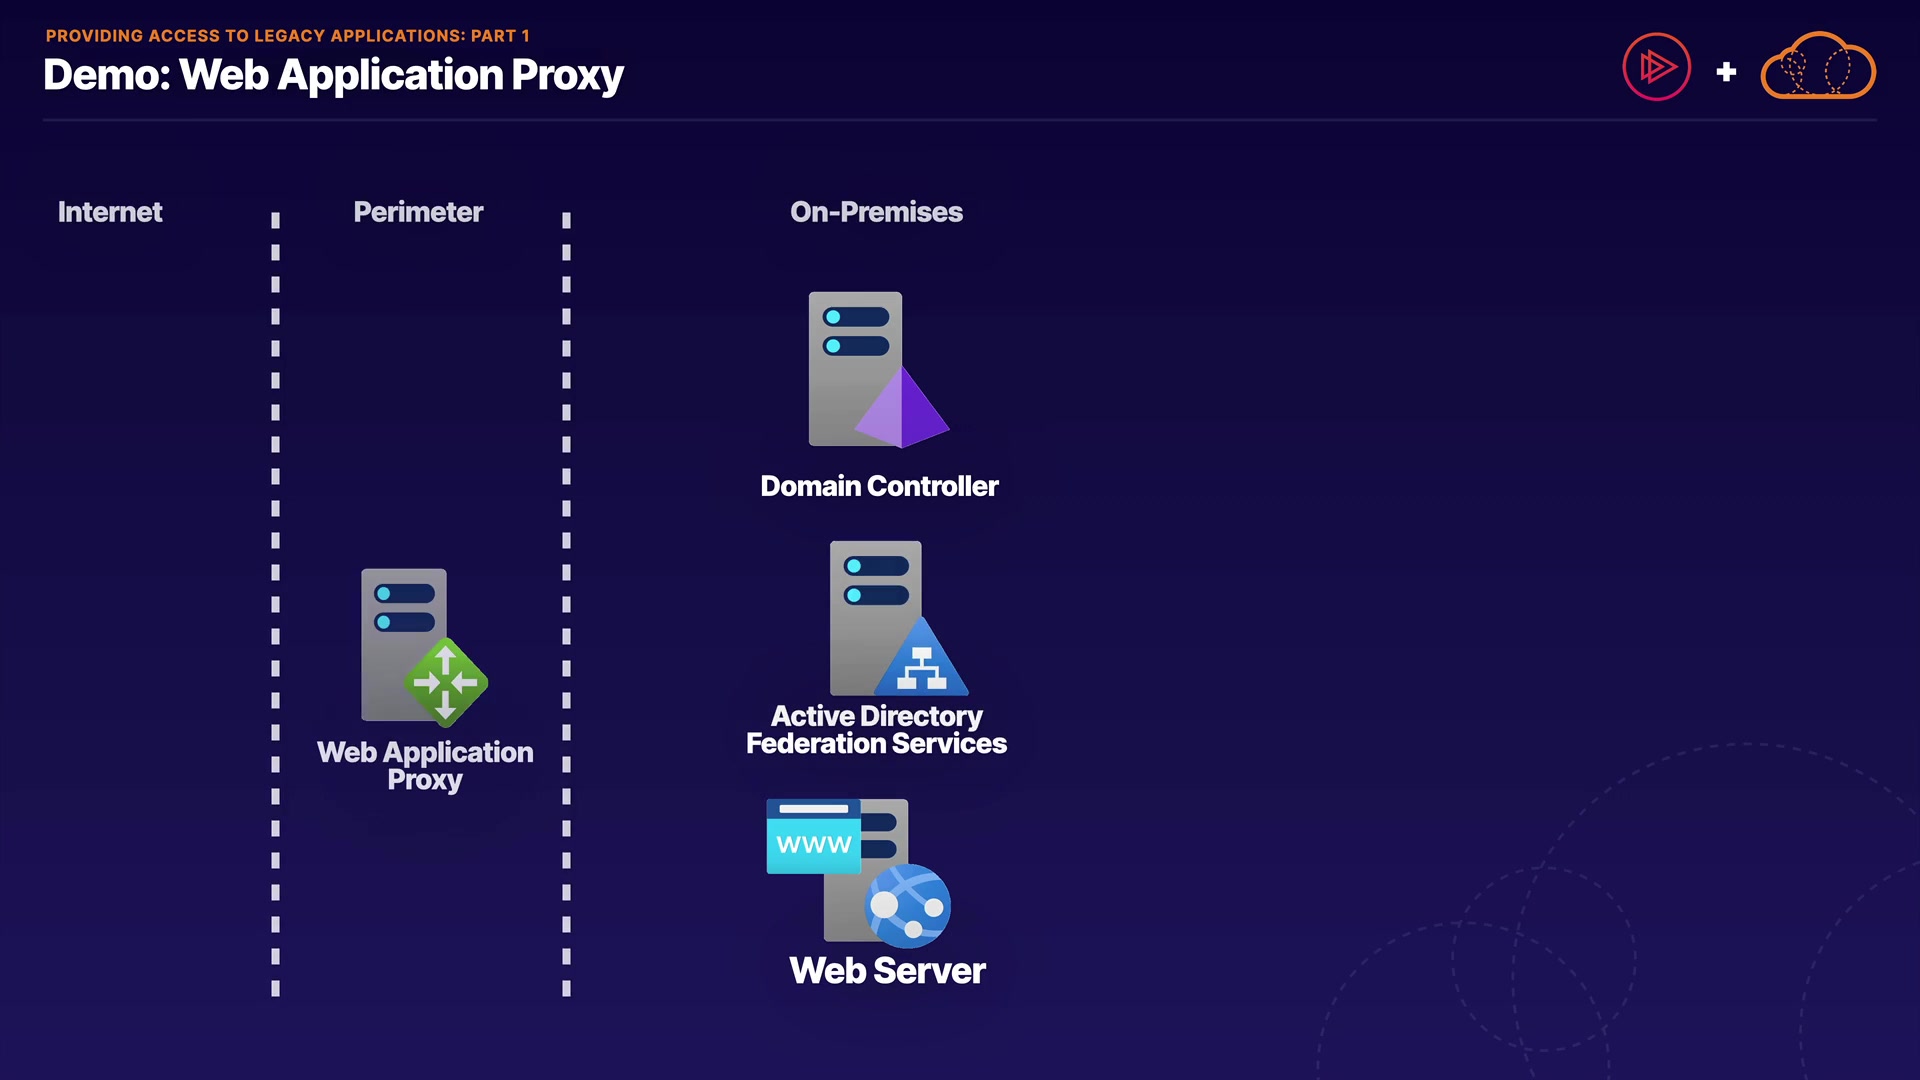 PROVIDING ACCESS TO LEGACY APPLICATIONS: PART 1
Demo: Web Application Proxy
Internet
Perimeter
On-Premises
Domain Controller
Active Directory
Federation Services
Web Application
Proxy
WWW
Web Server